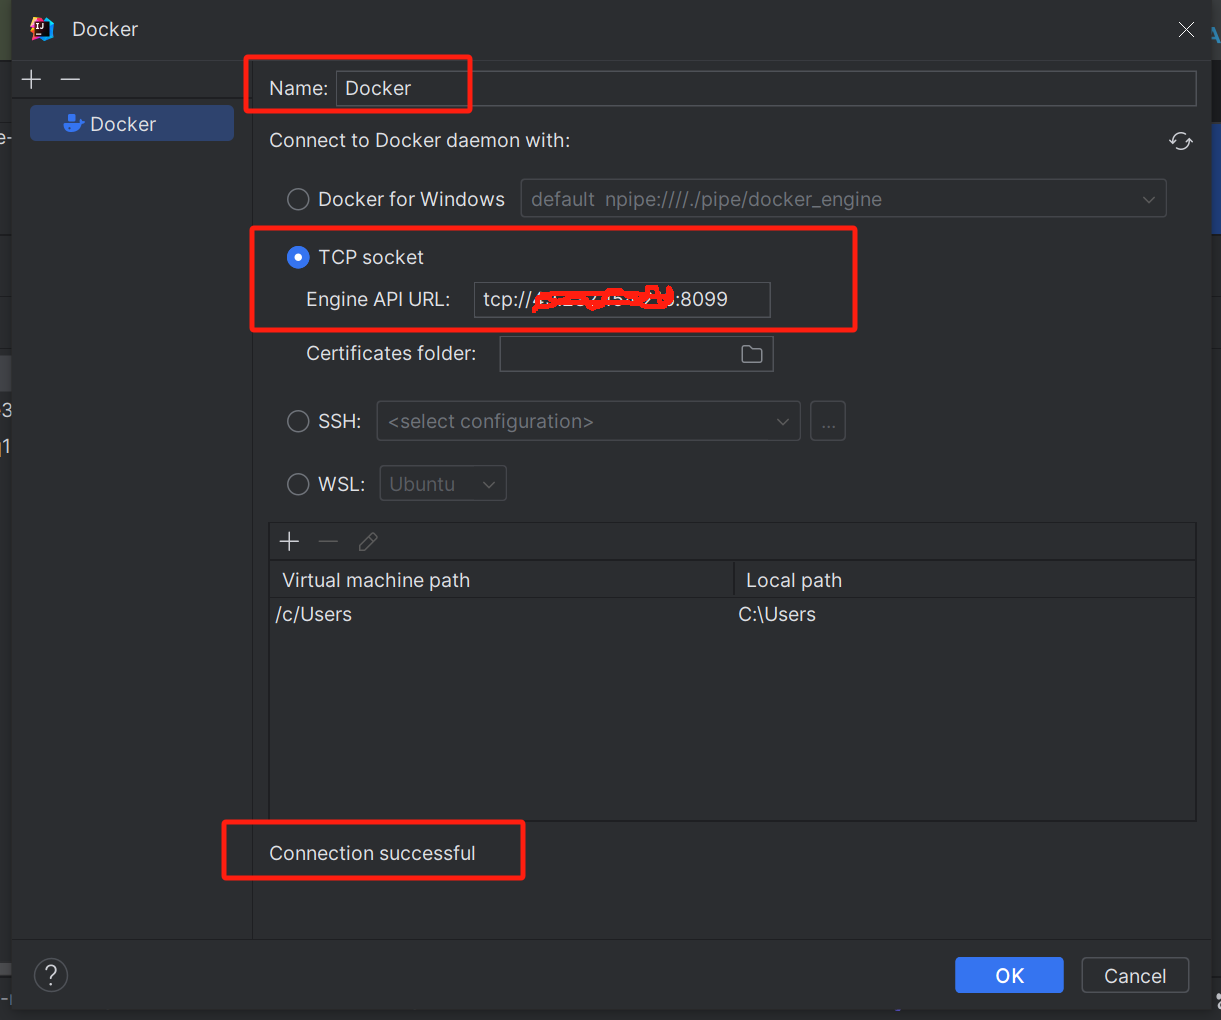 Docker
Name: Docker
Docker
Connect to Docker daemon with:
Docker for Windows default npipe:////./pipe/docker_engine
TCP socket
Engine API URL: tcp:// :8099
Certificates folder:
SSH: <select configuration> ...
WSL: Ubuntu
Virtual machine path Local path
/c/Users C:\Users
Connection successful
? OK Cancel